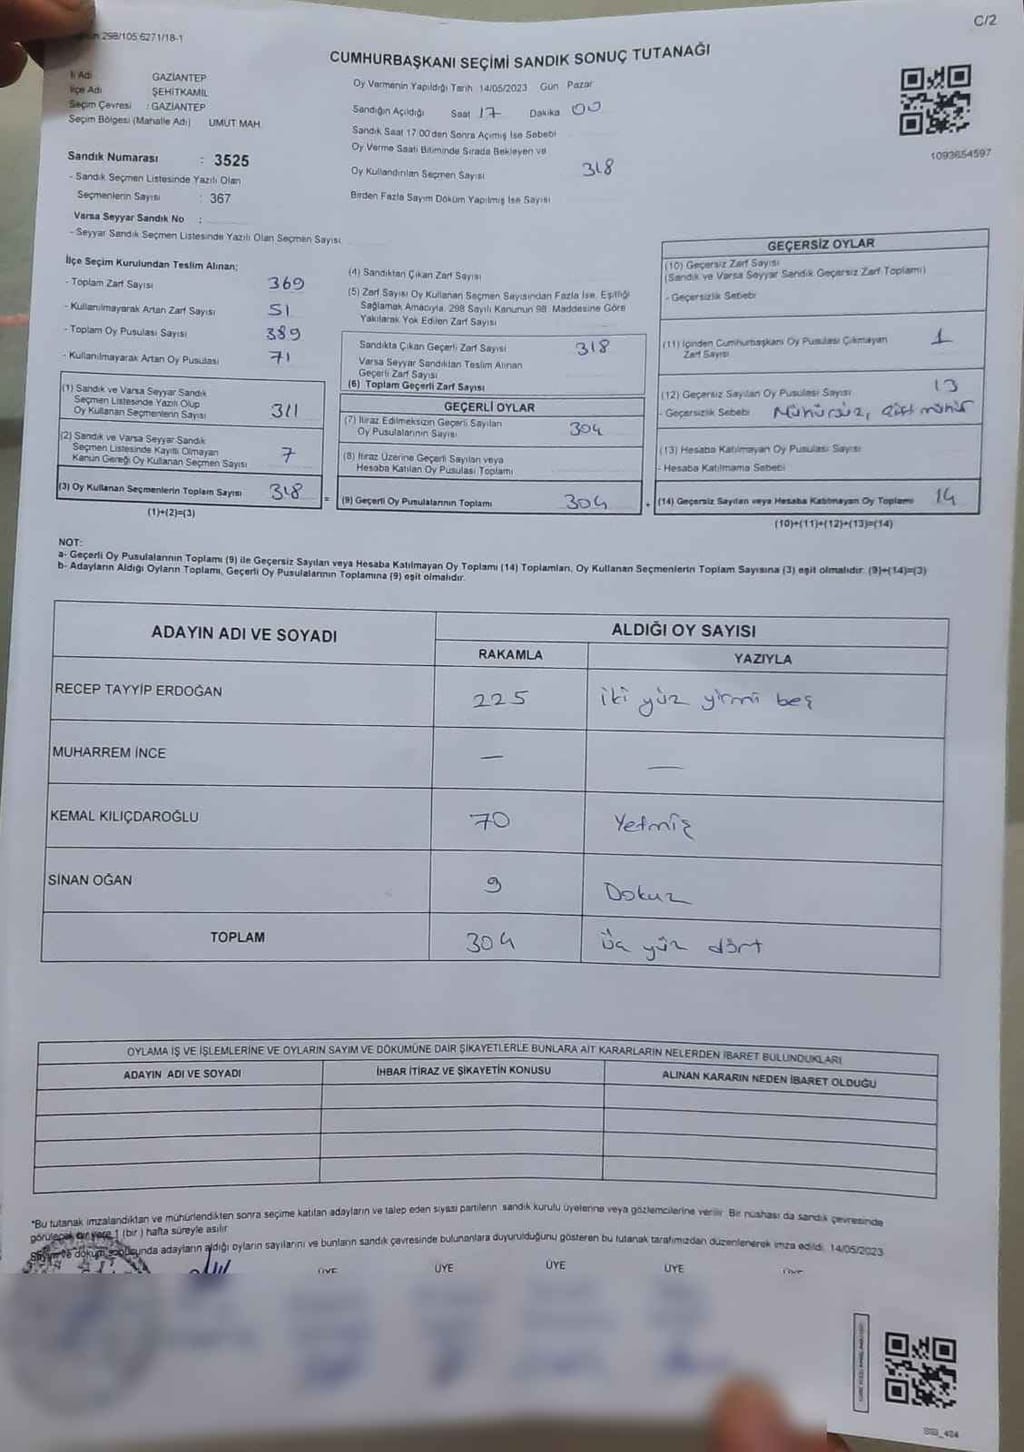 C/2
298/105.6271/18-1
CUMHURBAŞKANI SEÇİMİ SANDIK SONUÇ TUTANAĞI
İl Adı GAZİANTEP
İlçe Adı ŞEHİTKAMİL
Seçim Çevresi : GAZİANTEP
Seçim Bölgesi (Mahalle Adı) UMUT MAH.
Sandık Numarası : 3525
- Sandık Seçmen Listesinde Yazılı Olan
Seçmenlerin Sayısı : 367
Varsa Seyyar Sandık No :
- Seyyar Sandık Seçmen Listesinde Yazılı Olan Seçmen Sayısı
Oy Vermenin Yapıldığı Tarih 14/05/2023 Gün Pazar
Sandığın Açıldığı Saat 17 Dakika 00
Sandık Saat 17.00'den Sonra Açılmış İse Sebebi
Oy Verme Saati Bitiminde Sırada Bekleyen ve
Oy Kullandırılan Seçmen Sayısı 318
Birden Fazla Sayım Döküm Yapılmış İse Sayısı
1093654597
İlçe Seçim Kurulundan Teslim Alınan;
- Toplam Zarf Sayısı 369
- Kullanılmayarak Artan Zarf Sayısı 51
- Toplam Oy Pusulası Sayısı 389
- Kullanılmayarak Artan Oy Pusulası 71
(1) Sandık ve Varsa Seyyar Sandık
Seçmen Listesinde Yazılı Olup
Oy Kullanan Seçmenlerin Sayısı 311
(2) Sandık ve Varsa Seyyar Sandık
Seçmen Listesinde Kayıtlı Olmayan
Kanun Gereği Oy Kullanan Seçmen Sayısı 7
(3) Oy Kullanan Seçmenlerin Toplam Sayısı 318
(1)+(2)=(3)
(4) Sandıktan Çıkan Zarf Sayısı
(5) Zarf Sayısı Oy Kullanan Seçmen Sayısından Fazla İse, Eşitliği
Sağlamak Amacıyla, 298 Sayılı Kanunun 98. Maddesine Göre
Yakılarak Yok Edilen Zarf Sayısı
Sandıkta Çıkan Geçerli Zarf Sayısı 318
Varsa Seyyar Sandıktan Teslim Alınan
Geçerli Zarf Sayısı
(6) Toplam Geçerli Zarf Sayısı
GEÇERLİ OYLAR
(7) İtiraz Edilmeksizin Geçerli Sayılan
Oy Pusulalarının Sayısı 304
(8) İtiraz Üzerine Geçerli Sayılan veya
Hesaba Katılan Oy Pusulası Toplamı
= (9) Geçerli Oy Pusulalarının Toplamı 304 +
GEÇERSİZ OYLAR
(10) Geçersiz Zarf Sayısı
(Sandık ve Varsa Seyyar Sandık Geçersiz Zarf Toplamı)
- Geçersizlik Sebebi
(11) İçinden Cumhurbaşkanı Oy Pusulası Çıkmayan
Zarf Sayısı 1
(12) Geçersiz Sayılan Oy Pusulası Sayısı 13
- Geçersizlik Sebebi Mühürsüz, çift mühür
(13) Hesaba Katılmayan Oy Pusulası Sayısı
- Hesaba Katılmama Sebebi
(14) Geçersiz Sayılan veya Hesaba Katılmayan Oy Toplamı 14
(10)+(11)+(12)+(13)=(14)
NOT:
a- Geçerli Oy Pusulalarının Toplamı (9) ile Geçersiz Sayılan veya Hesaba Katılmayan Oy Toplamı (14) Toplamları, Oy Kullanan Seçmenlerin Toplam Sayısına (3) eşit olmalıdır. (9)+(14)=(3)
b- Adayların Aldığı Oyların Toplamı, Geçerli Oy Pusulalarının Toplamına (9) eşit olmalıdır.
ADAYIN ADI VE SOYADI
ALDIĞI OY SAYISI
RAKAMLA YAZIYLA
RECEP TAYYİP ERDOĞAN 225 iki yüz yirmi beş
MUHARREM İNCE — —
KEMAL KILIÇDAROĞLU 70 Yetmiş
SİNAN OĞAN 9 Dokuz
TOPLAM 304 Üç yüz dört
OYLAMA İŞ VE İŞLEMLERİNE VE OYLARIN SAYIM VE DÖKÜMÜNE DAİR ŞİKAYETLERLE BUNLARA AİT KARARLARIN NELERDEN İBARET BULUNDUKLARI
ADAYIN ADI VE SOYADI İHBAR İTİRAZ VE ŞİKAYETİN KONUSU ALINAN KARARIN NEDEN İBARET OLDUĞU
*Bu tutanak imzalandıktan ve mühürlendikten sonra seçime katılan adayların ve talep eden siyasi partilerin sandık kurulu üyelerine veya gözlemcilerine verilir. Bir nüshası da sandık çevresinde
görülecek bir yere 1 (bir) hafta süreyle asılır.
Sayım ve döküm sonucunda adayların aldığı oyların sayılarını ve bunların sandık çevresinde bulunanlara duyurulduğunu gösteren bu tutanak tarafımızdan düzenlenerek imza edildi. 14/05/2023
ÜYE ÜYE ÜYE ÜYE ÜYE